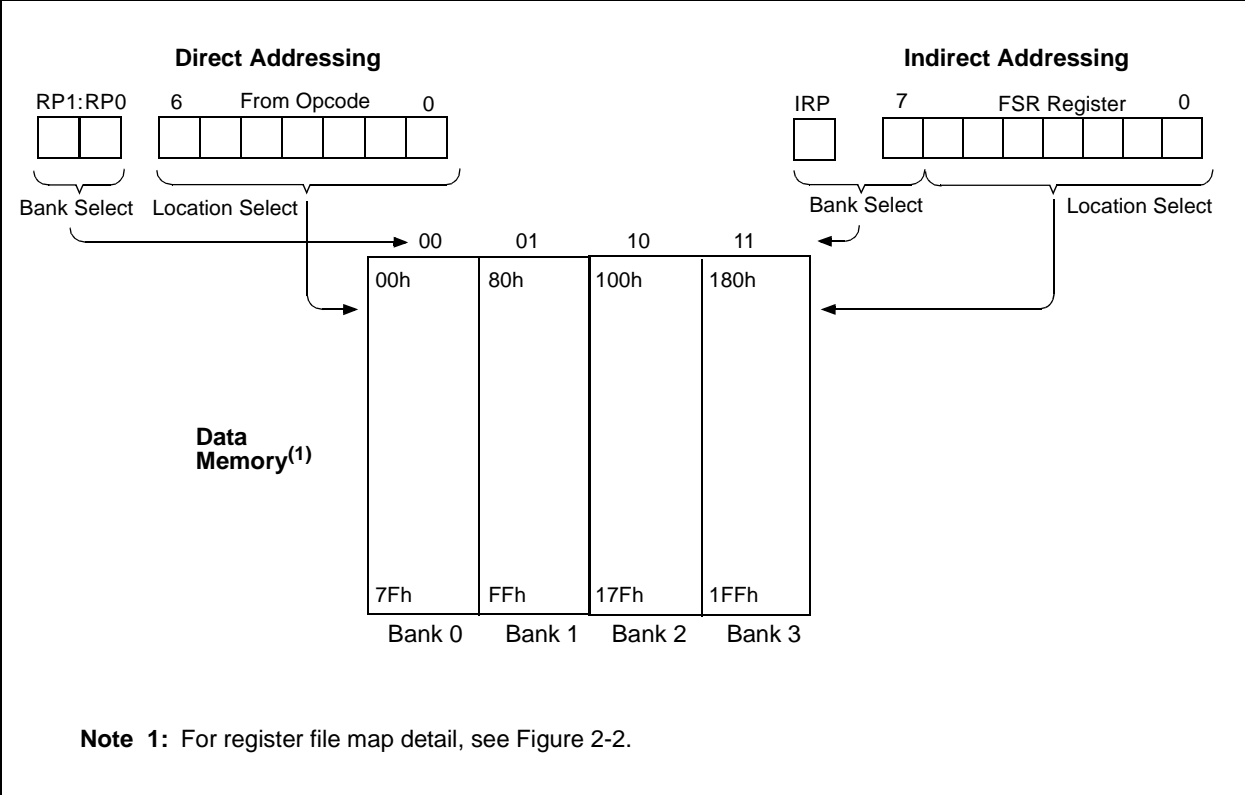 Direct Addressing
Indirect Addressing
RP1:RP0 6 From Opcode 0
IRP 7 FSR Register 0
Bank Select Location Select
Bank Select Location Select
00 01 10 11
00h 80h 100h 180h
Data
Memory(1)
7Fh FFh 17Fh 1FFh
Bank 0 Bank 1 Bank 2 Bank 3
Note 1: For register file map detail, see Figure 2-2.